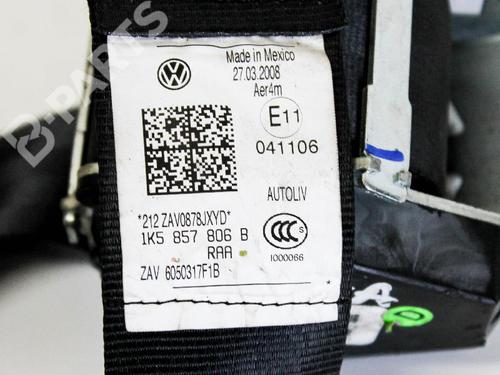 B-PARTS
Made in Mexico
27.03.2008
Aer4m
E11
041106
AUTOLIV
*212 ZAV0878JXYD*
1K5 857 806 B
RAA
S
1000066
ZAV 6050317F1B
D